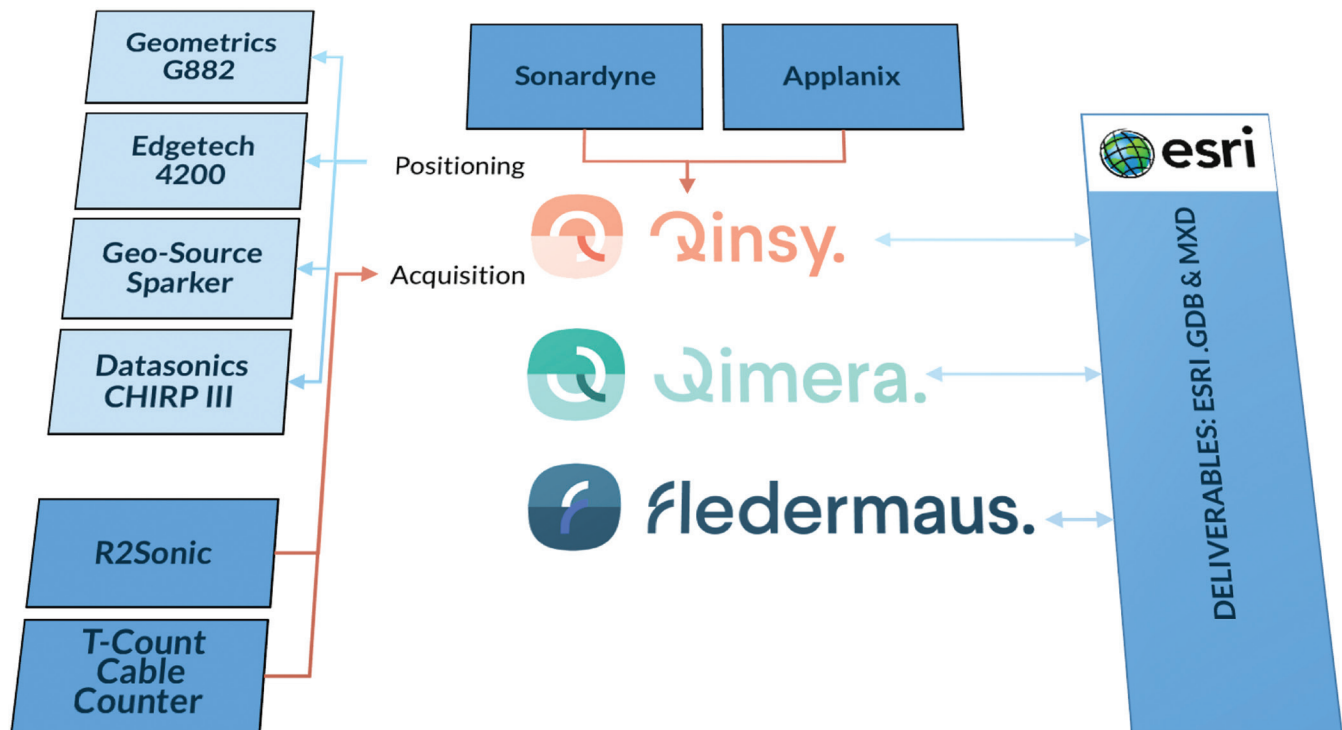 Geometrics
G882
Edgetech
4200
Geo-Source
Sparker
Datasonics
CHIRP III
R2Sonic
T-Count
Cable
Counter
Sonardyne
Applanix
Positioning
Acquisition
Qinsy.
Qimera.
fledermaus.
esri
DELIVERABLES: ESRI .GDB & MXD